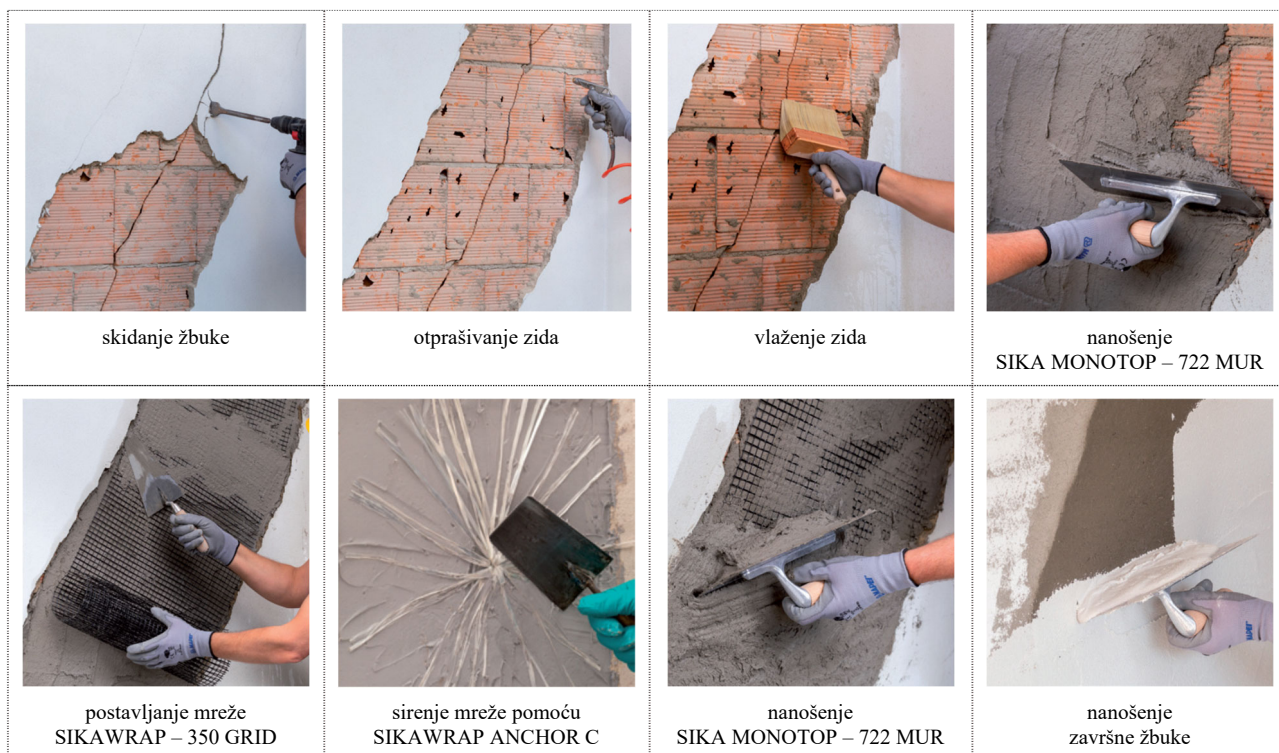 skidanje žbuke
otprašivanje zida
vlaženje zida
nanošenje
SIKA MONOTOP – 722 MUR
postavljanje mreže
SIKAWRAP – 350 GRID
sirenje mreže pomoću
SIKAWRAP ANCHOR C
nanošenje
SIKA MONOTOP – 722 MUR
nanošenje
završne žbuke